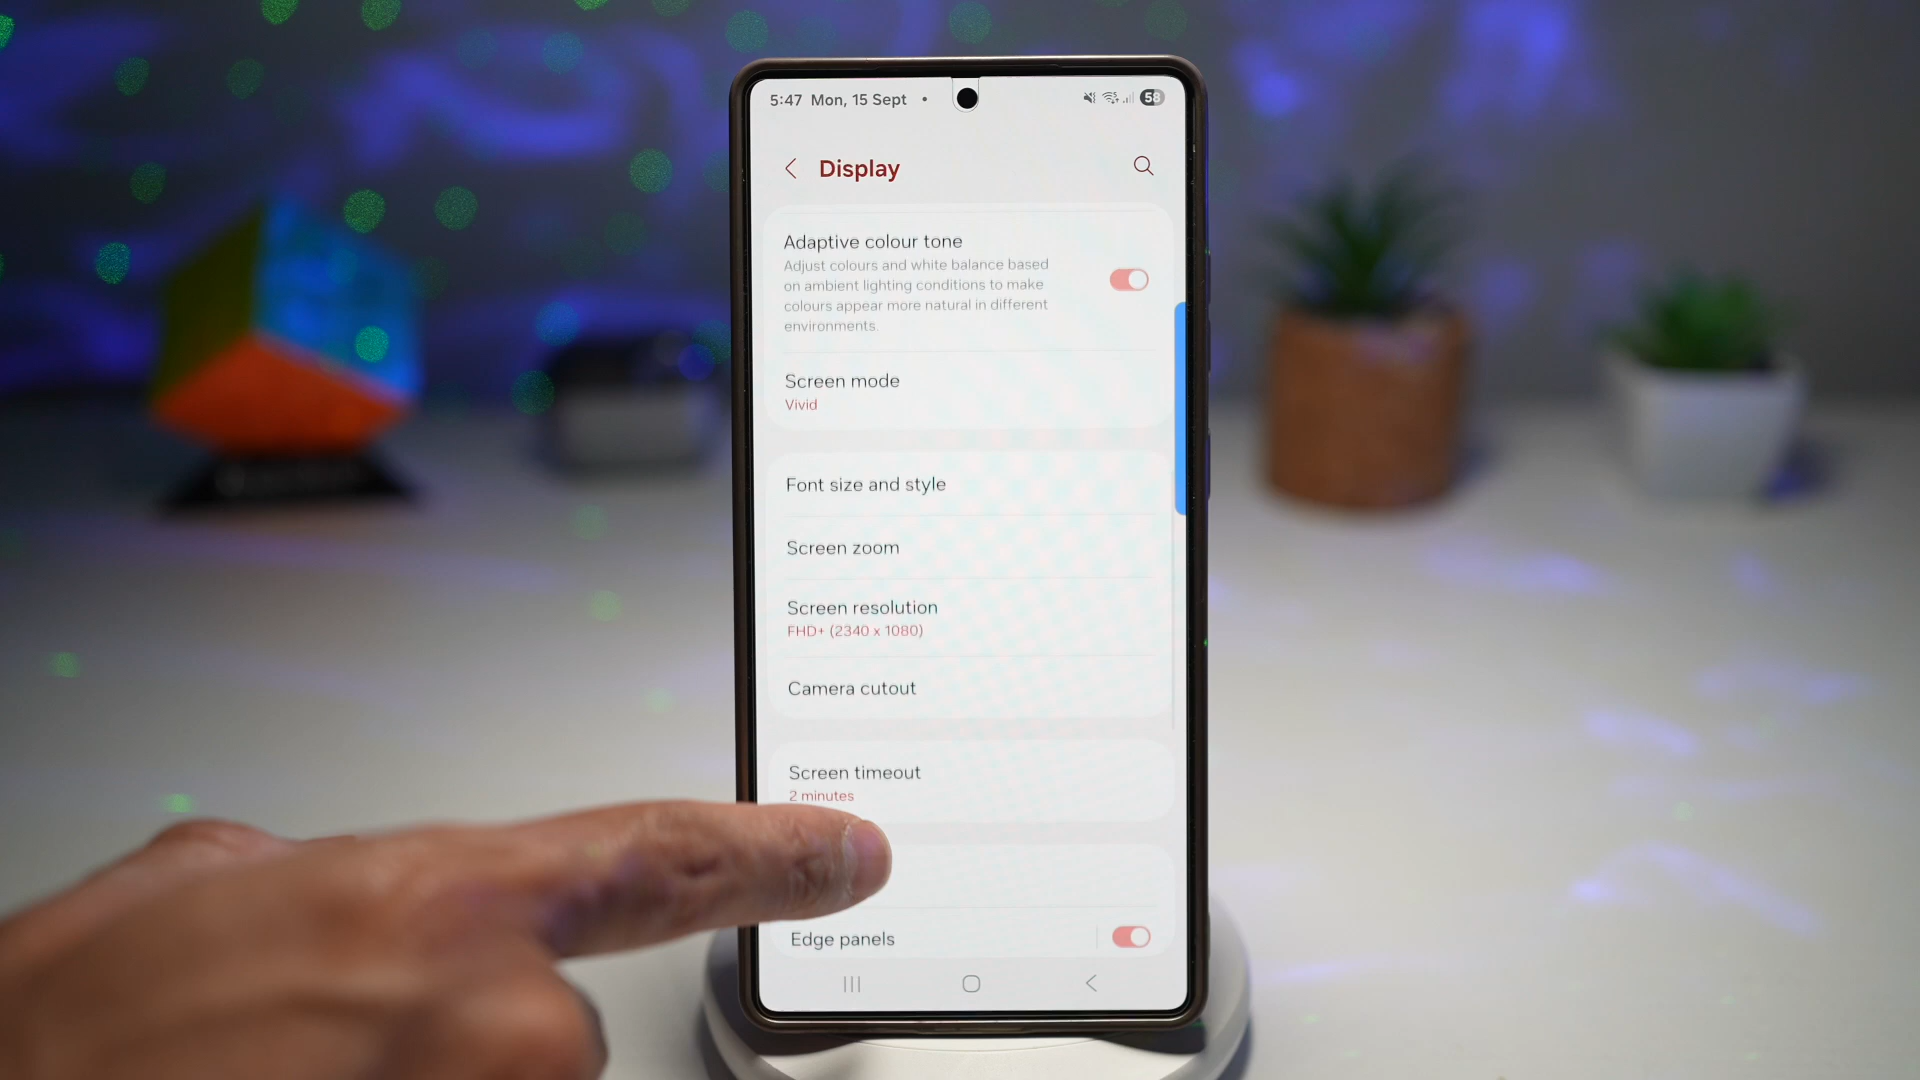 5:47 Mon, 15 Sept •
58
Display
Adaptive colour tone
Adjust colours and white balance based
on ambient lighting conditions to make
colours appear more natural in different
environments.
Screen mode
Vivid
Font size and style
Screen zoom
Screen resolution
FHD+ (2340 x 1080)
Camera cutout
Screen timeout
2 minutes
Edge panels